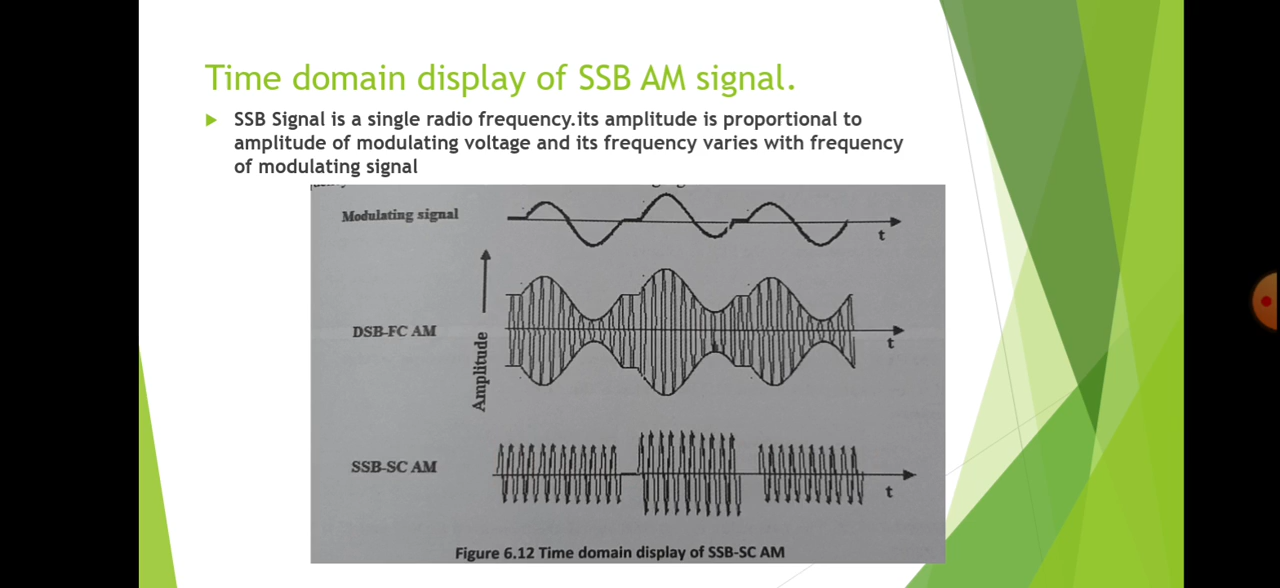 Time domain display of SSB AM signal.
SSB Signal is a single radio frequency.its amplitude is proportional to
amplitude of modulating voltage and its frequency varies with frequency
of modulating signal
Modulating signal
t
DSB-FC AM
t
Amplitude
SSB-SC AM
t
Figure 6.12 Time domain display of SSB-SC AM